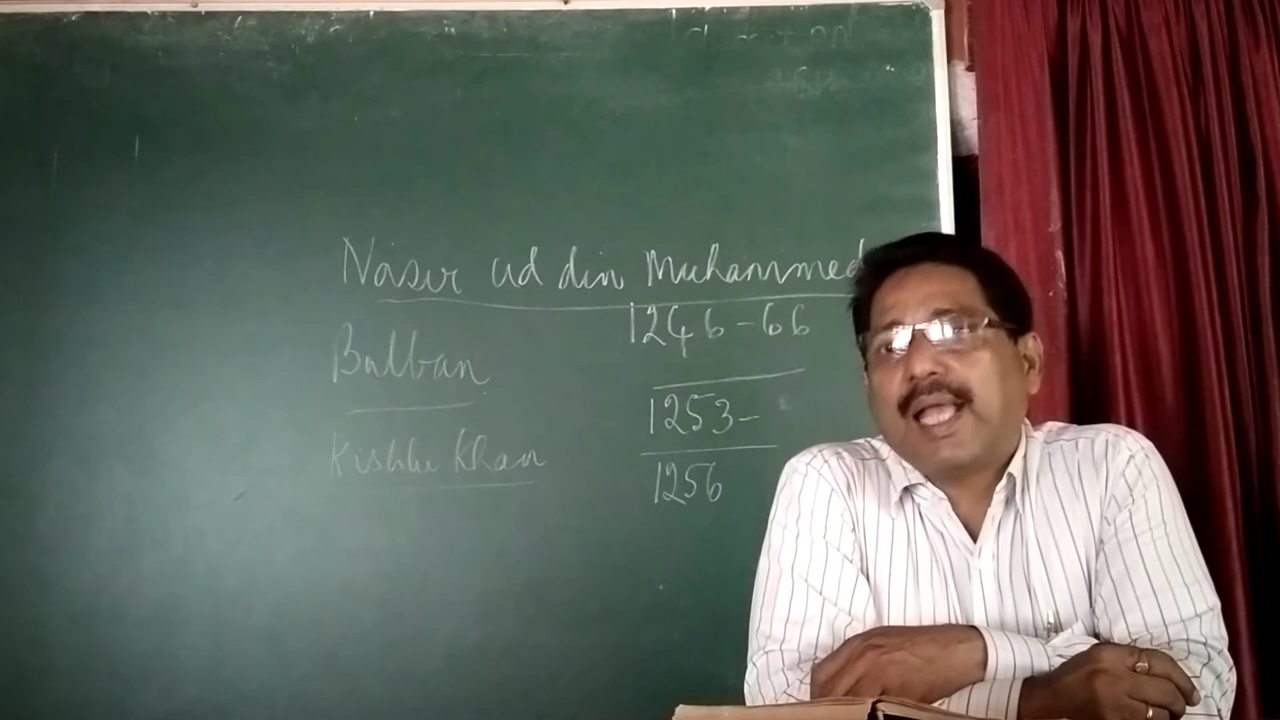 Nasir ud din Muhammed
1246-66
Balban
1253-
Kishlu Khan
1256